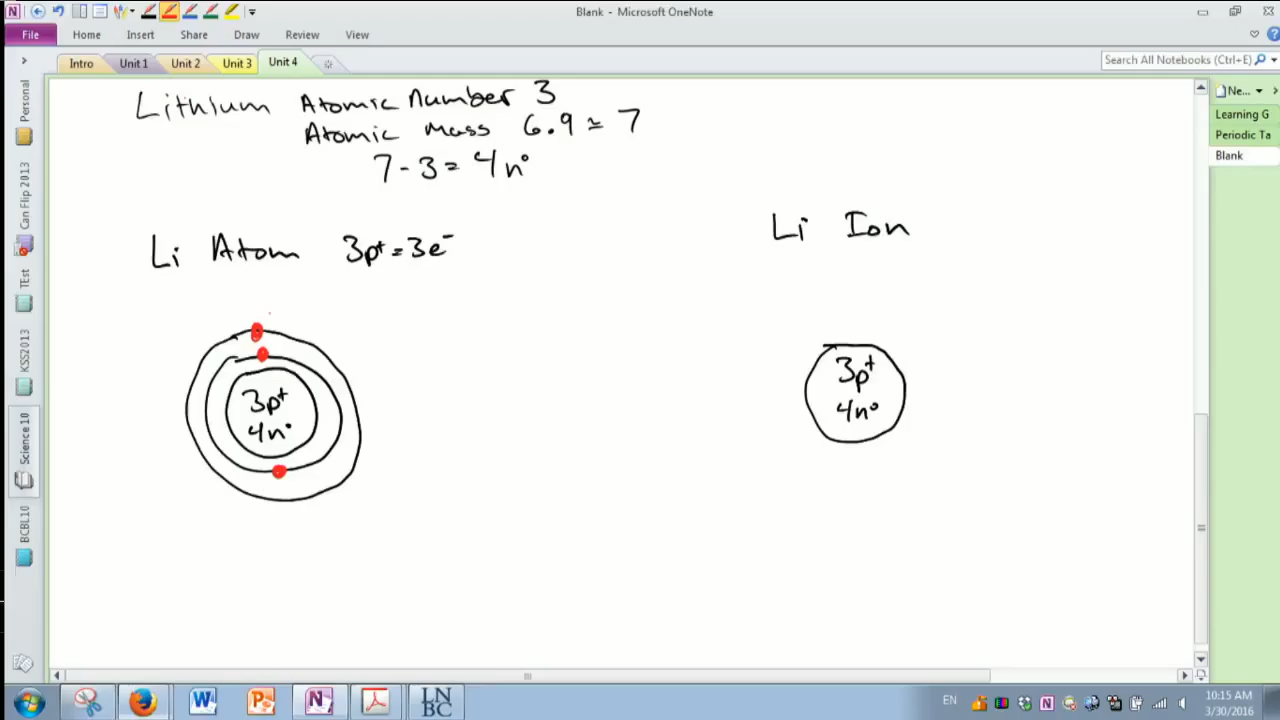 Blank - Microsoft OneNote
File Home Insert Share Draw Review View
Intro Unit 1 Unit 2 Unit 3 Unit 4
Search All Notebooks (Ctrl+E)
Ne...
Learning G
Periodic Ta
Blank
Personal
Can Flip 2013
TEst
KSS2013
Science 10
BCBL10
Lithium Atomic Number 3
Atomic Mass 6.9 ≃ 7
7 - 3 = 4n°
Li Atom 3p⁺ = 3e⁻
Li Ion
3p⁺
4n°
3p⁺
4n°
LN
BC
EN
10:15 AM
3/30/2016